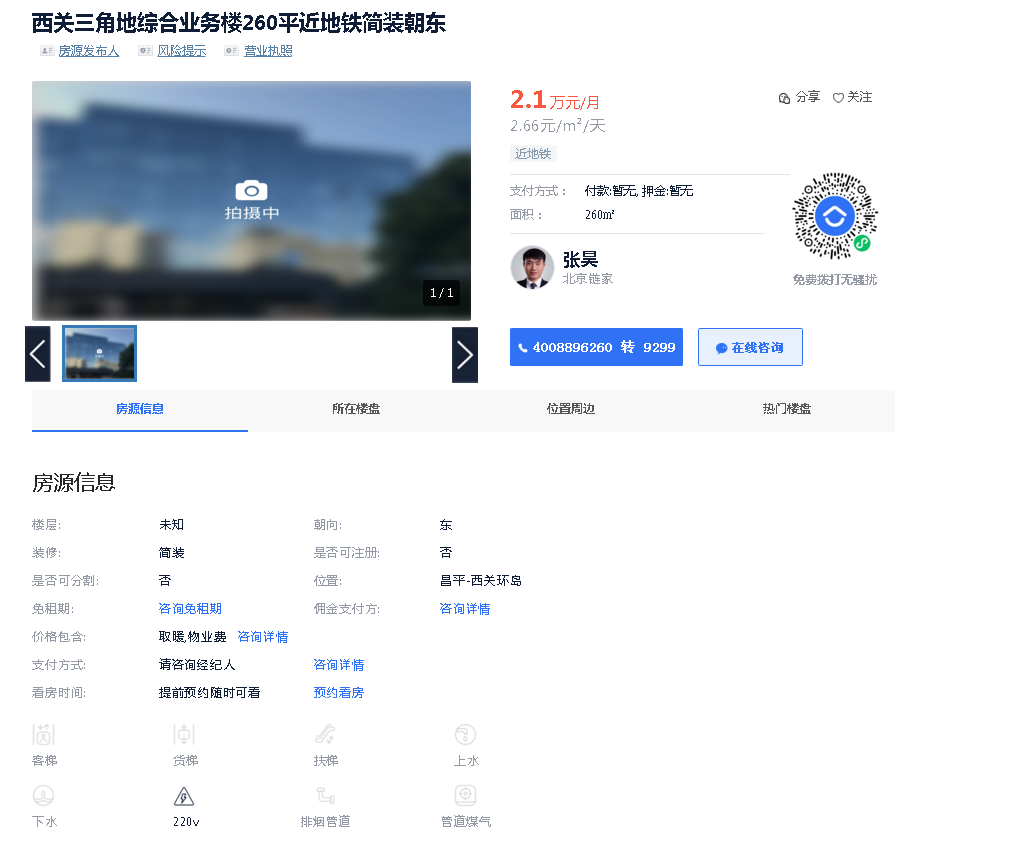 西关三角地综合业务楼260平近地铁简装朝东
房源发布人 风险提示 营业执照
拍摄中
1 / 1
2.1 万元/月
分享 关注
2.66元/m²/天
近地铁
支付方式： 付款:暂无, 押金:暂无
面积： 260㎡
张昊
北京链家
免费拨打无骚扰
4008896260 转 9299
在线咨询
房源信息 所在楼盘 位置周边 热门楼盘
房源信息
楼层: 未知 朝向: 东
装修: 简装 是否可注册: 否
是否可分割: 否 位置: 昌平-西关环岛
免租期: 咨询免租期 佣金支付方: 咨询详情
价格包含: 取暖,物业费 咨询详情
支付方式: 请咨询经纪人 咨询详情
看房时间: 提前预约随时可看 预约看房
客梯 货梯 扶梯 上水
下水 220v 排烟管道 管道煤气